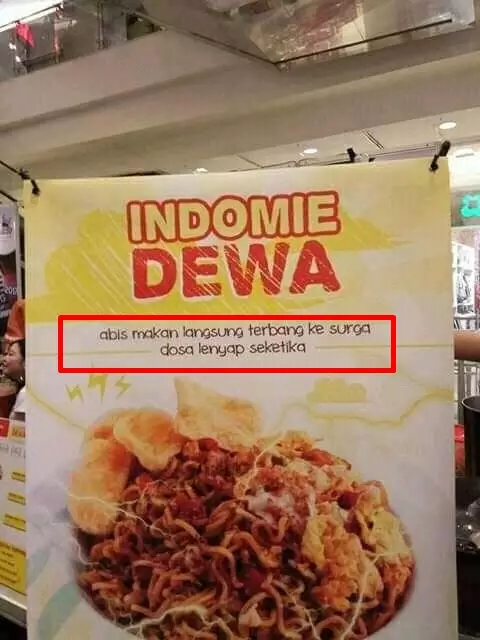 INDOMIE
DEWA
abis makan langsung terbang ke surga
dosa lenyap seketika